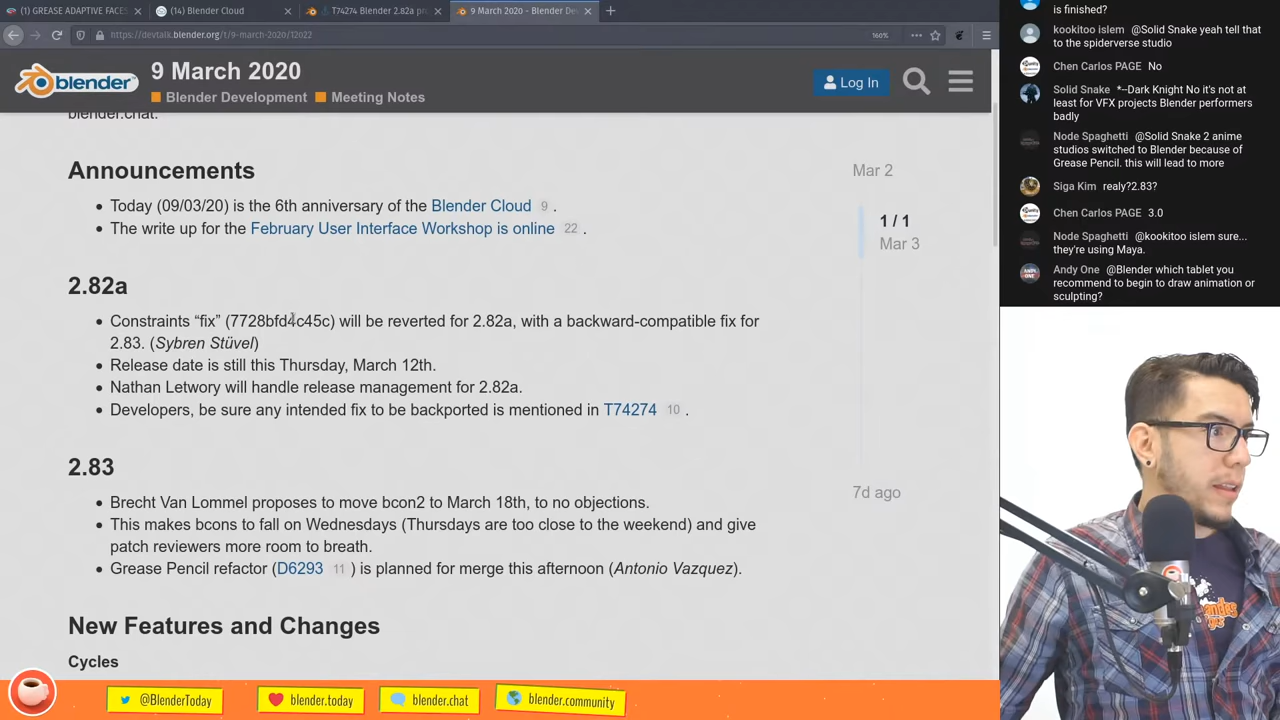 (1) GREASE ADAPTIVE FACES
(14) Blender Cloud
T74274 Blender 2.82a
9 March 2020 - Blender De
https://devtalk.blender.org/t/9-march-2020/12022
160%
blender
9 March 2020
Blender Development
Meeting Notes
Log In
blender.chat.
Announcements
Today (09/03/20) is the 6th anniversary of the Blender Cloud 9 .
The write up for the February User Interface Workshop is online 22 .
2.82a
Constraints “fix” (7728bfd4c45c) will be reverted for 2.82a, with a backward-compatible fix for
2.83. (Sybren Stüvel)
Release date is still this Thursday, March 12th.
Nathan Letwory will handle release management for 2.82a.
Developers, be sure any intended fix to be backported is mentioned in T74274 10 .
2.83
Brecht Van Lommel proposes to move bcon2 to March 18th, to no objections.
This makes bcons to fall on Wednesdays (Thursdays are too close to the weekend) and give
patch reviewers more room to breath.
Grease Pencil refactor (D6293 11 ) is planned for merge this afternoon (Antonio Vazquez).
New Features and Changes
Cycles
Mar 2
1 / 1
Mar 3
7d ago
is finished?
kookitoo islem @Solid Snake yeah tell that
to the spiderverse studio
Chen Carlos PAGE No
Solid Snake *--Dark Knight No it's not at
least for VFX projects Blender performers
badly
Node Spaghetti @Solid Snake 2 anime
studios switched to Blender because of
Grease Pencil. this will lead to more
Siga Kim realy?2.83?
Chen Carlos PAGE 3.0
Node Spaghetti @kookitoo islem sure...
they're using Maya.
Andy One @Blender which tablet you
recommend to begin to draw animation or
sculpting?
@BlenderToday
blender.today
blender.chat
blender.community